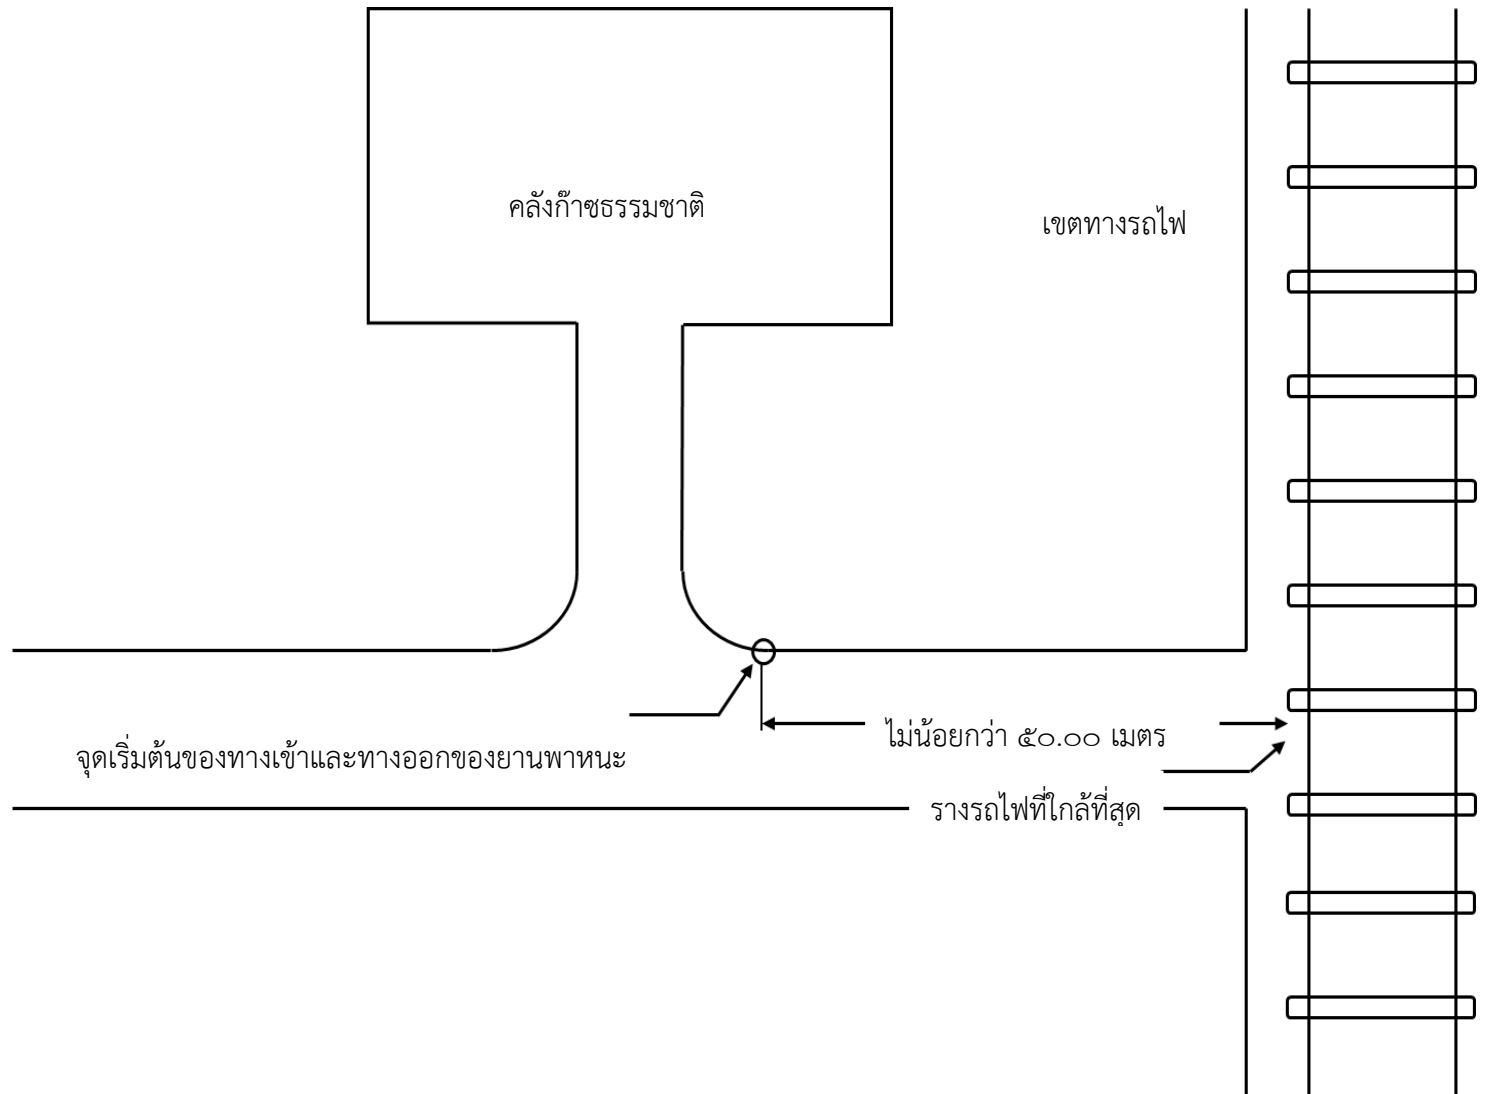 คลังก๊าซธรรมชาติ
เขตทางรถไฟ
ไม่น้อยกว่า ๕๐.๐๐ เมตร
จุดเริ่มต้นของทางเข้าและทางออกของยานพาหนะ
รางรถไฟที่ใกล้ที่สุด